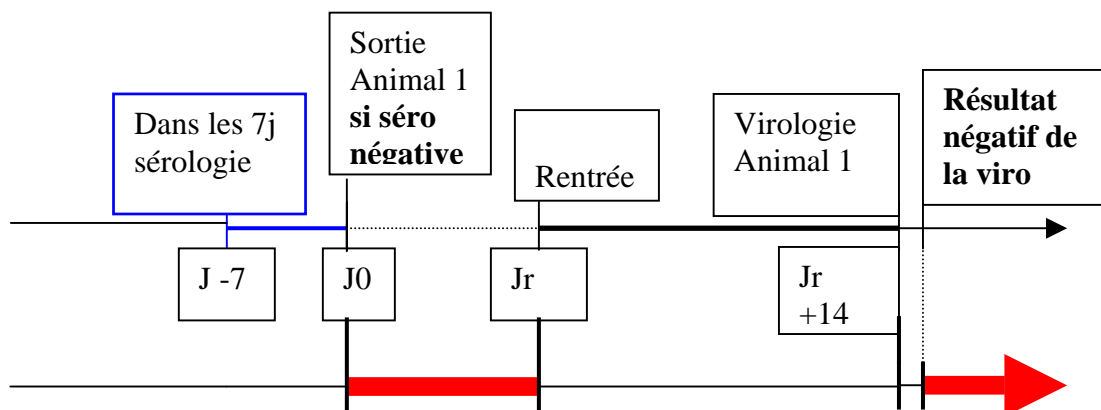 Dans les 7j
sérologie
Sortie
Animal 1
si séro
négative
Rentrée
Virologie
Animal 1
Résultat
négatif de
la viro
J -7
J0
Jr
Jr
+14